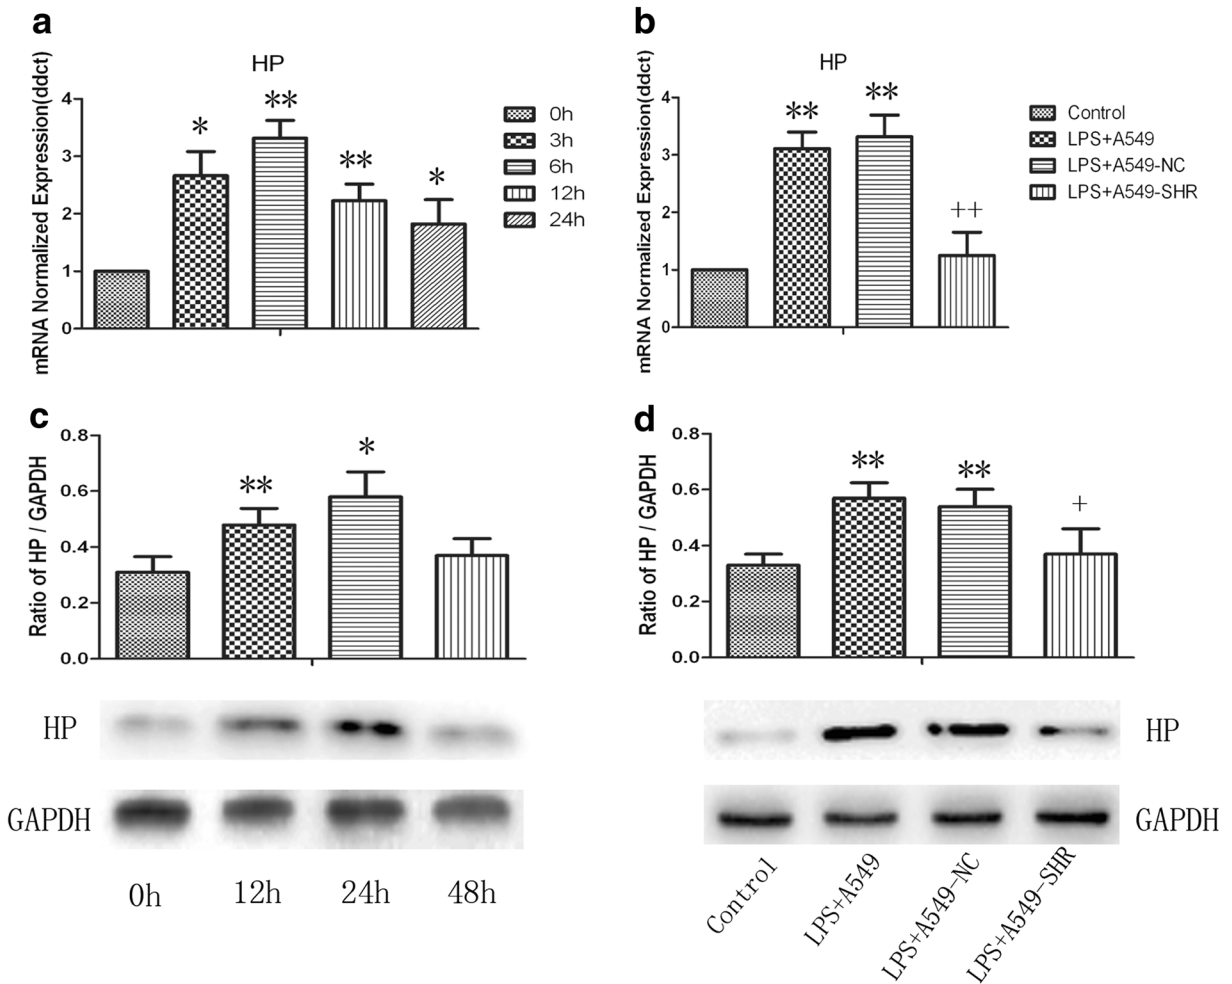 a
HP
mRNA Normalized Expression(ddct)
4
3
2
1
0
*
**
**
*
0h
3h
6h
12h
24h
b
HP
mRNA Normalized Expression(ddct)
4
3
2
1
0
**
**
++
Control
LPS+A549
LPS+A549-NC
LPS+A549-SHR
c
Ratio of HP / GAPDH
0.8
0.6
0.4
0.2
0.0
**
*
HP
GAPDH
0h 12h 24h 48h
d
Ratio of HP / GAPDH
0.8
0.6
0.4
0.2
0.0
**
**
+
HP
GAPDH
Control
LPS+A549
LPS+A549-NC
LPS+A549-SHR